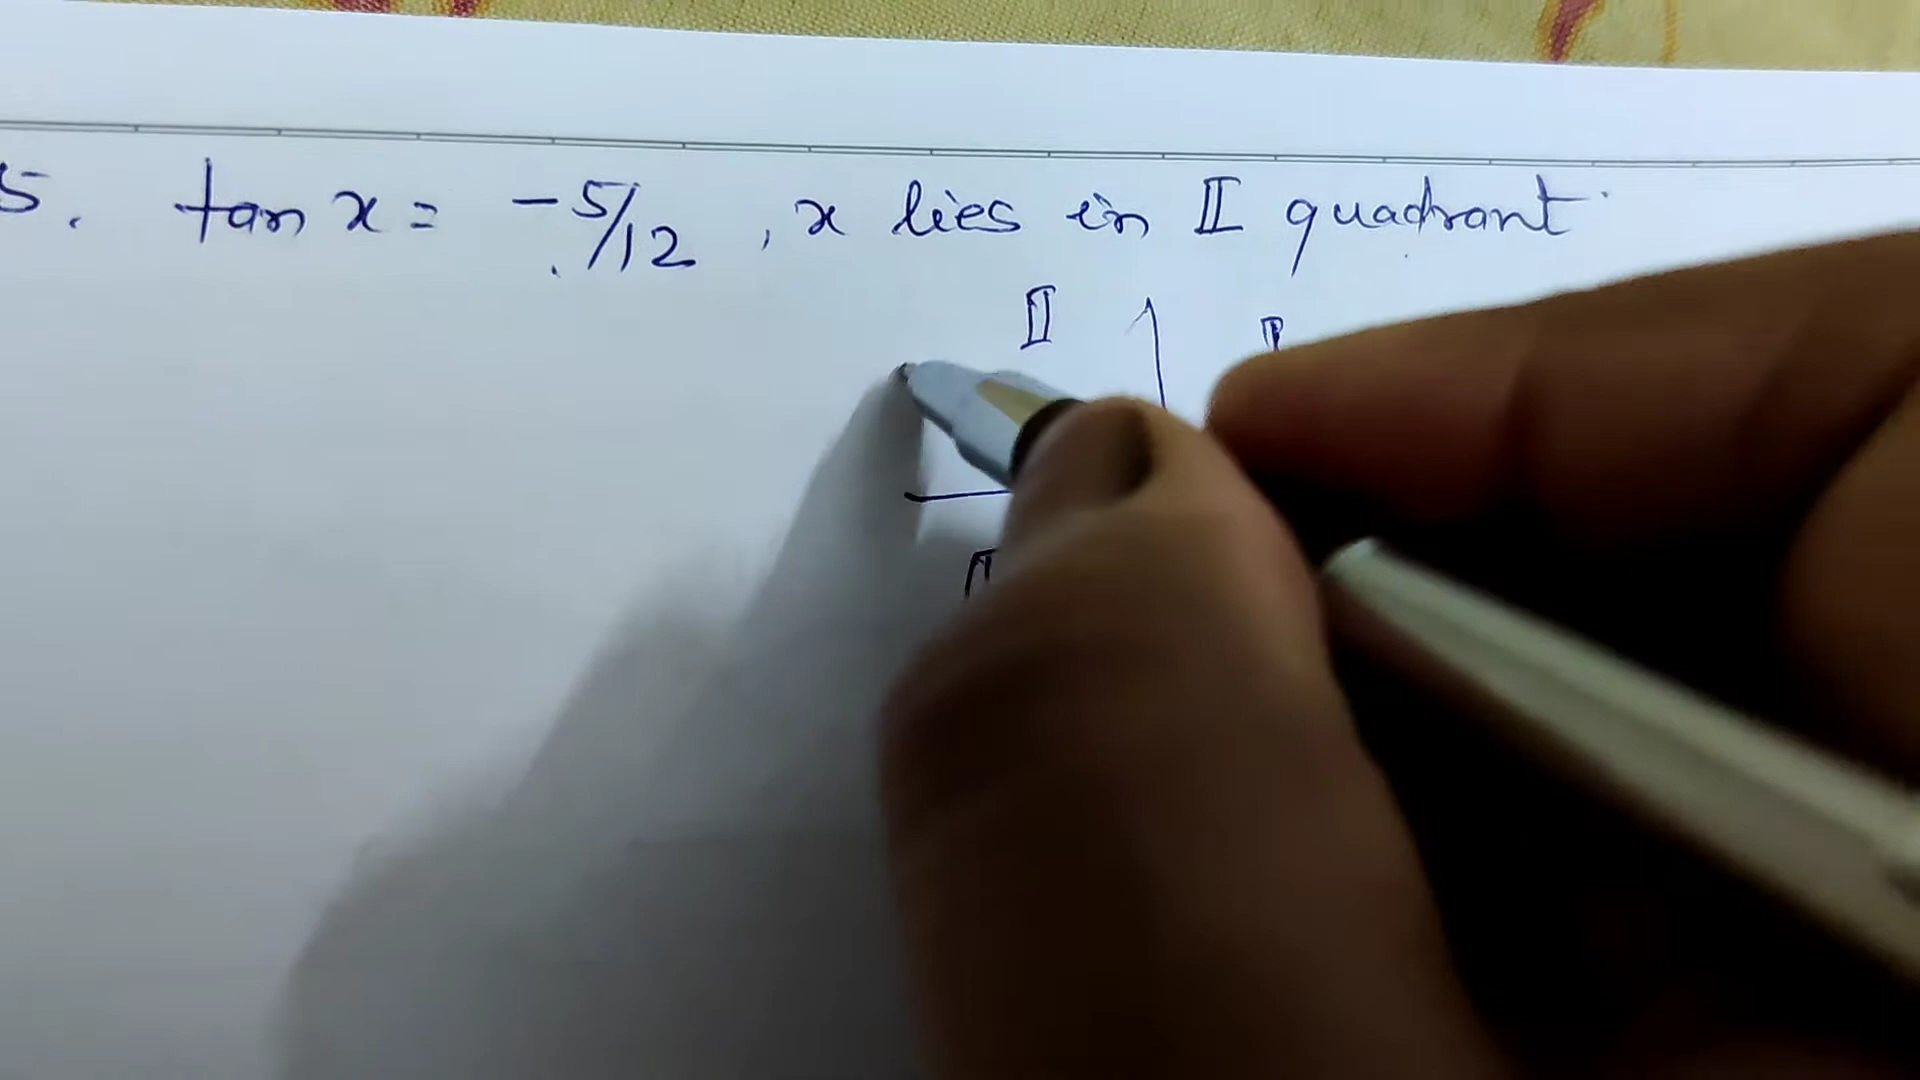 5. tan x = -5/12, x lies in II quadrant.
II I